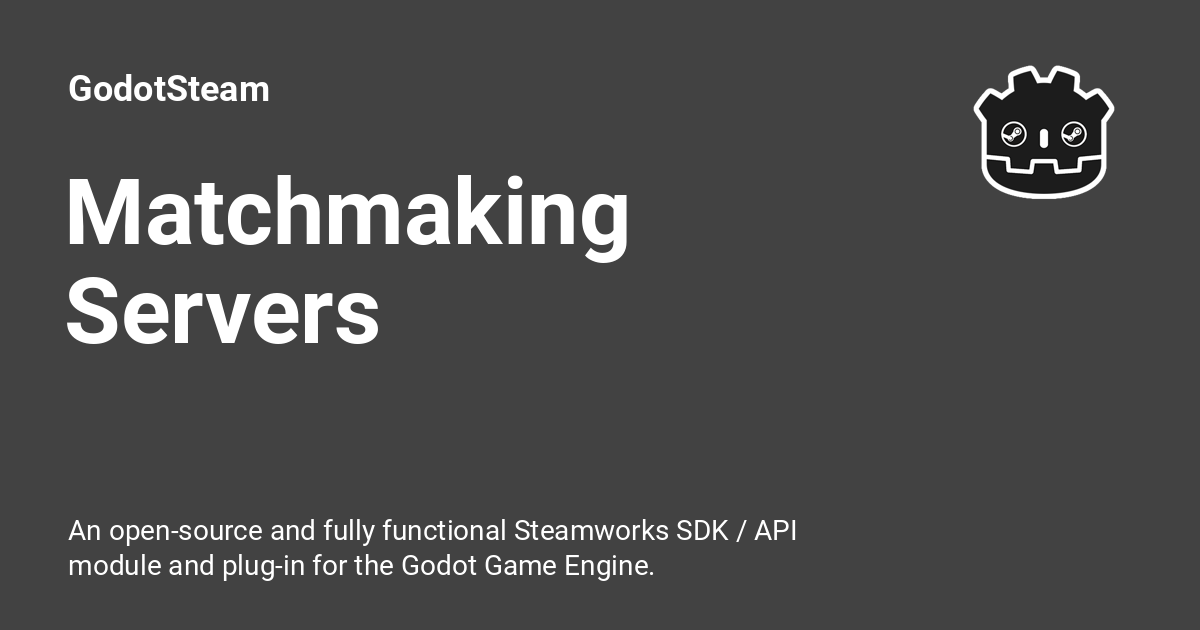 GodotSteam
Matchmaking
Servers
An open-source and fully functional Steamworks SDK / API
module and plug-in for the Godot Game Engine.